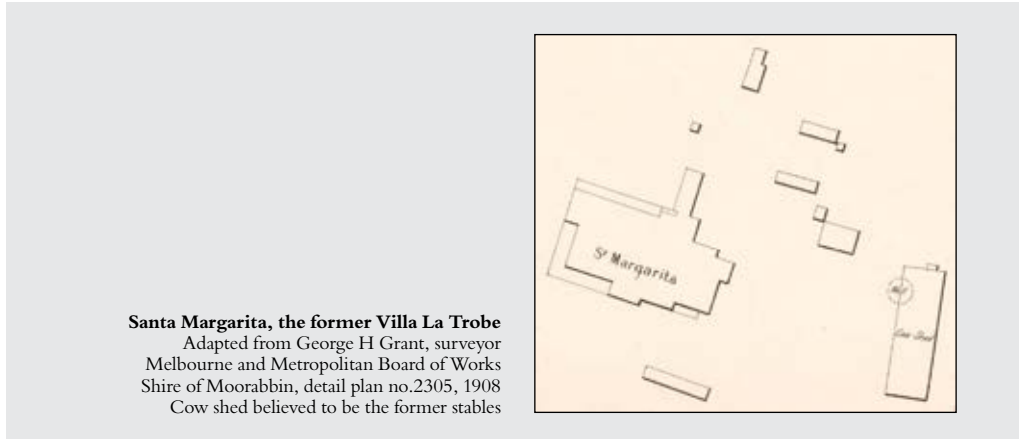 Santa Margarita, the former Villa La Trobe
Adapted from George H Grant, surveyor
Melbourne and Metropolitan Board of Works
Shire of Moorabbin, detail plan no.2305, 1908
Cow shed believed to be the former stables
St Margarita
Cow Shed